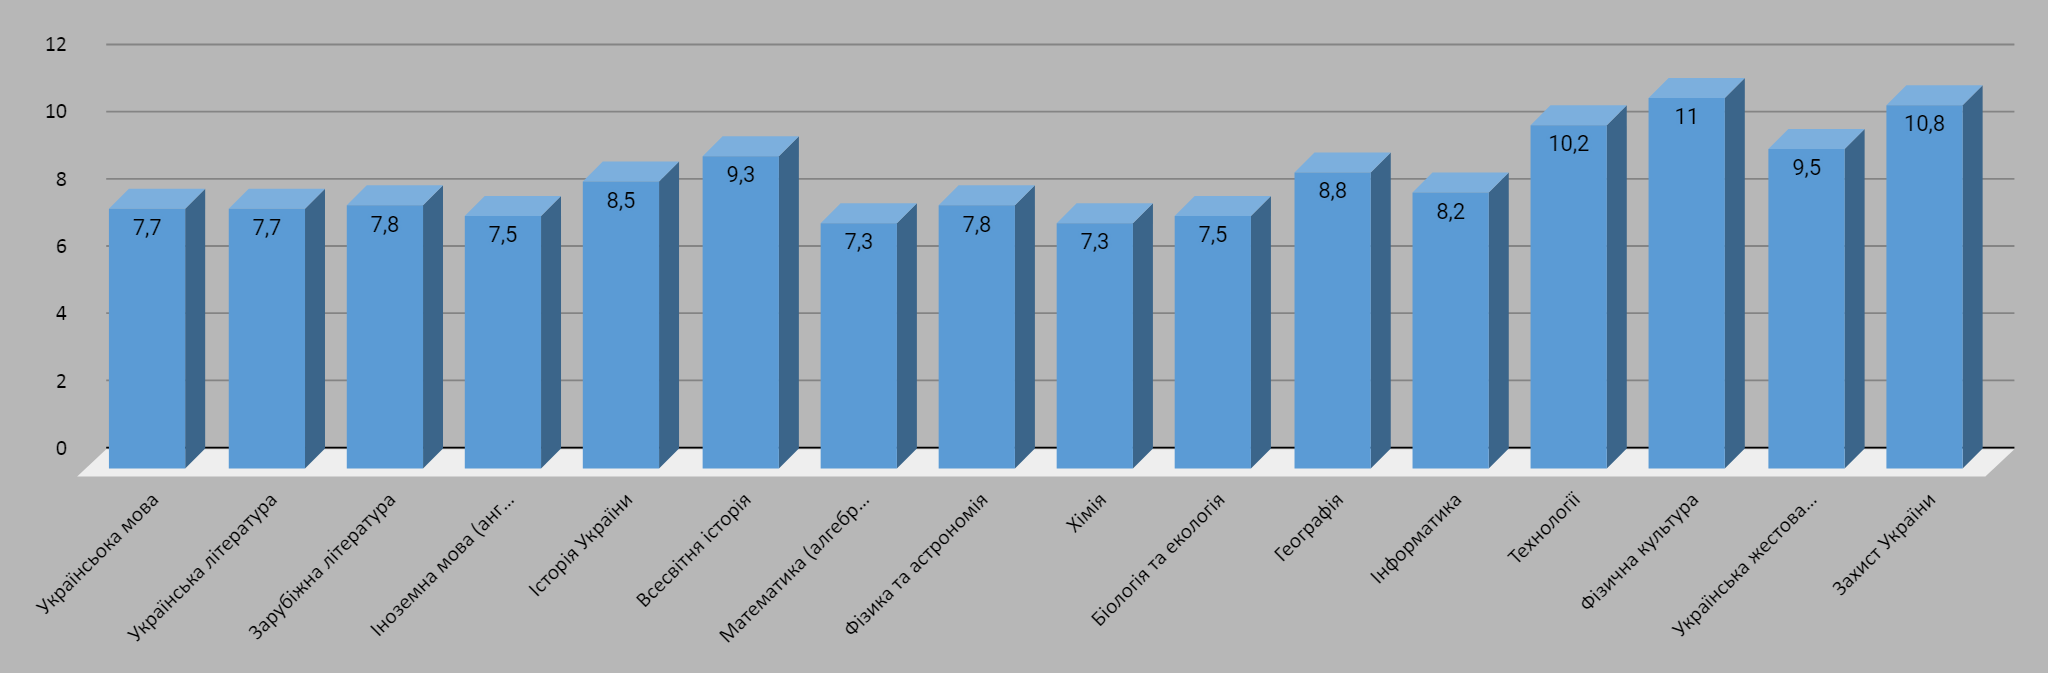 12
10
8
6
4
2
0
7,7
7,7
7,8
7,5
8,5
9,3
7,3
7,8
7,3
7,5
8,8
8,2
10,2
11
9,5
10,8
Українсьока мова
Українська література
Зарубіжна література
Іноземна мова (анг...
Історія України
Всесвітня історія
Математика (алгебр...
Фізика та астрономія
Хімія
Біологія та екологія
Географія
Інформатика
Технології
Фізична культура
Українська жестова...
Захист України